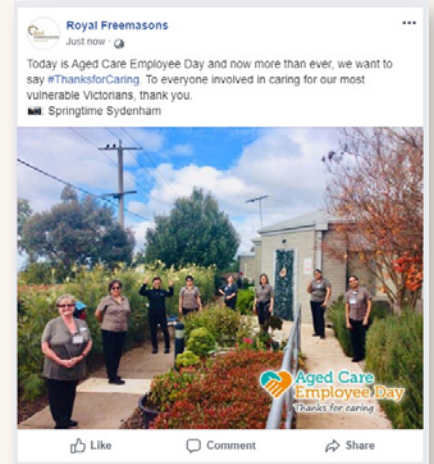 Royal Freemasons
Just now
Today is Aged Care Employee Day and now more than ever, we want to
say #ThanksforCaring. To everyone involved in caring for our most
vulnerable Victorians, thank you.
📷: Springtime Sydenham
Aged Care
Employee Day
Thanks for caring
Like
Comment
Share